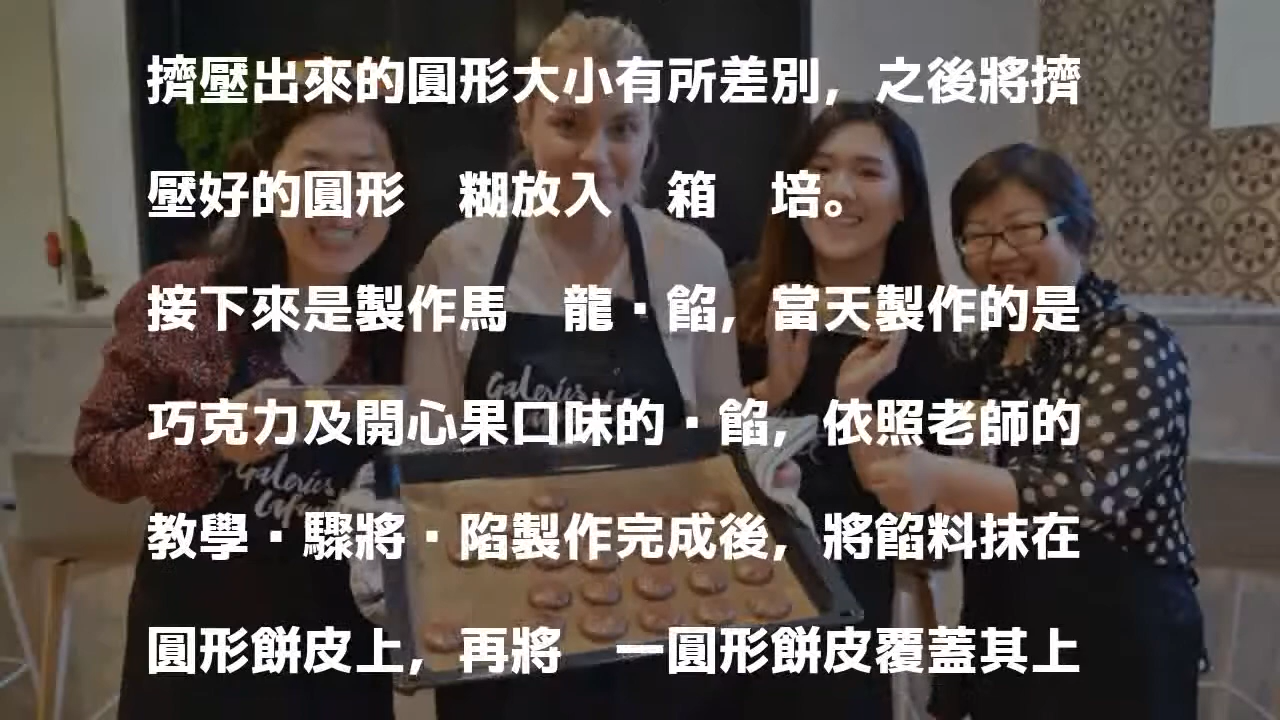 擠壓出來的圓形大小有所差別，之後將擠
壓好的圓形　糊放入　箱　培。
接下來是製作馬　龍▪餡，當天製作的是
巧克力及開心果口味的▪餡，依照老師的
教學▪驟將▪陷製作完成後，將餡料抹在
圓形餅皮上，再將　一圓形餅皮覆蓋其上
Galeries
Galeries
Lafa